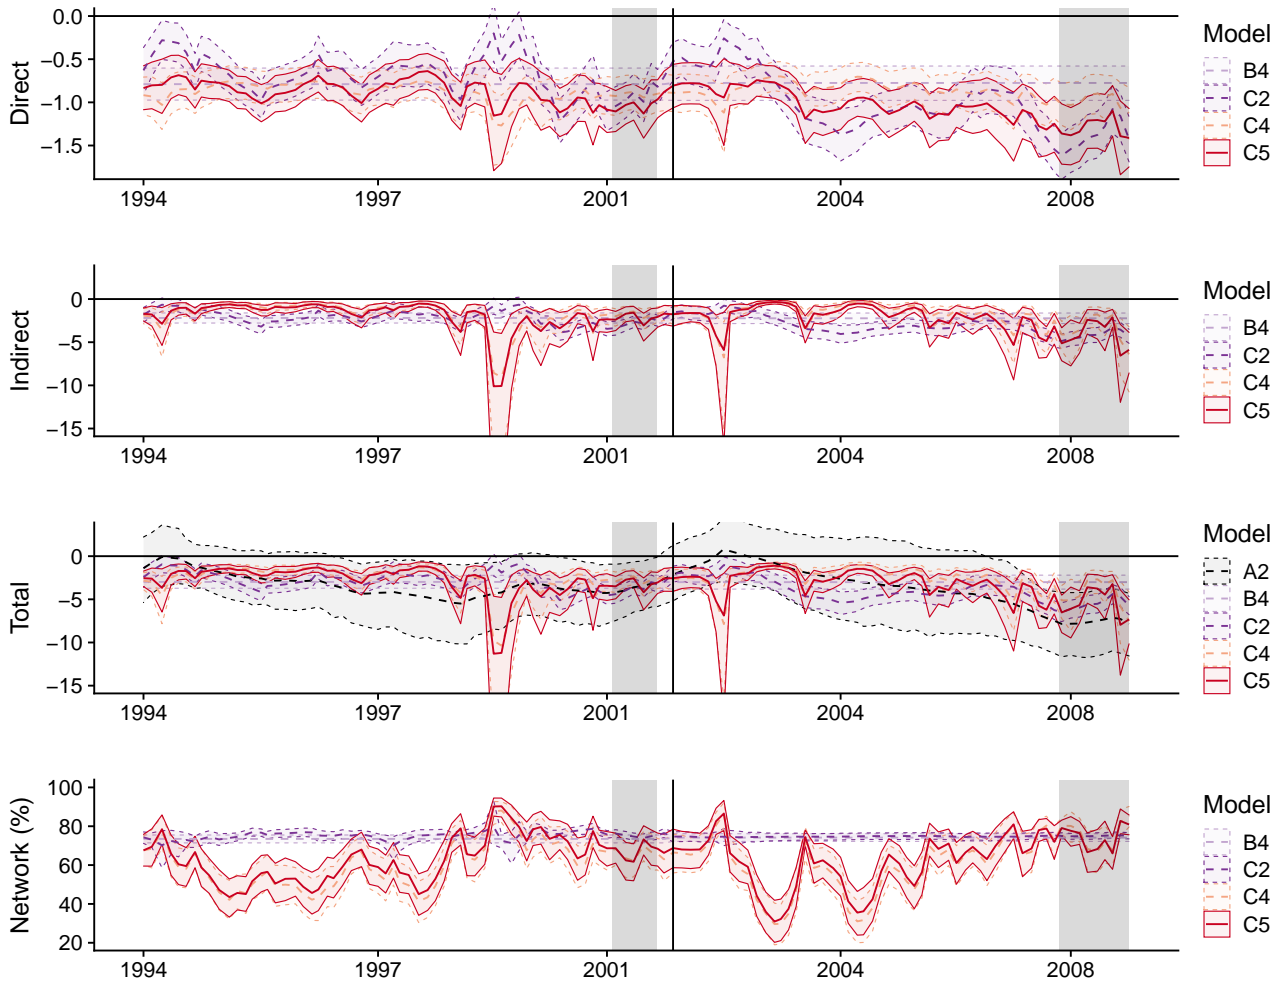 Direct
0.0
−0.5
−1.0
−1.5
1994 1997 2001 2004 2008
Model
B4
C2
C4
C5
Indirect
0
−5
−10
−15
1994 1997 2001 2004 2008
Model
B4
C2
C4
C5
Total
0
−5
−10
−15
1994 1997 2001 2004 2008
Model
A2
B4
C2
C4
C5
Network (%)
100
80
60
40
20
1994 1997 2001 2004 2008
Model
B4
C2
C4
C5